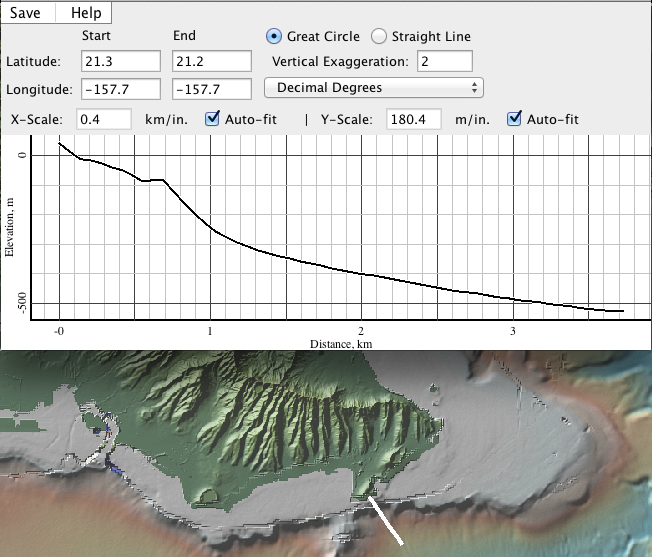 Save Help
Start End Great Circle Straight Line
Latitude: 21.3 21.2 Vertical Exaggeration: 2
Longitude: -157.7 -157.7 Decimal Degrees
X-Scale: 0.4 km/in. Auto-fit | Y-Scale: 180.4 m/in. Auto-fit
0
Elevation, m
-500
-0 1 2 3
Distance, km